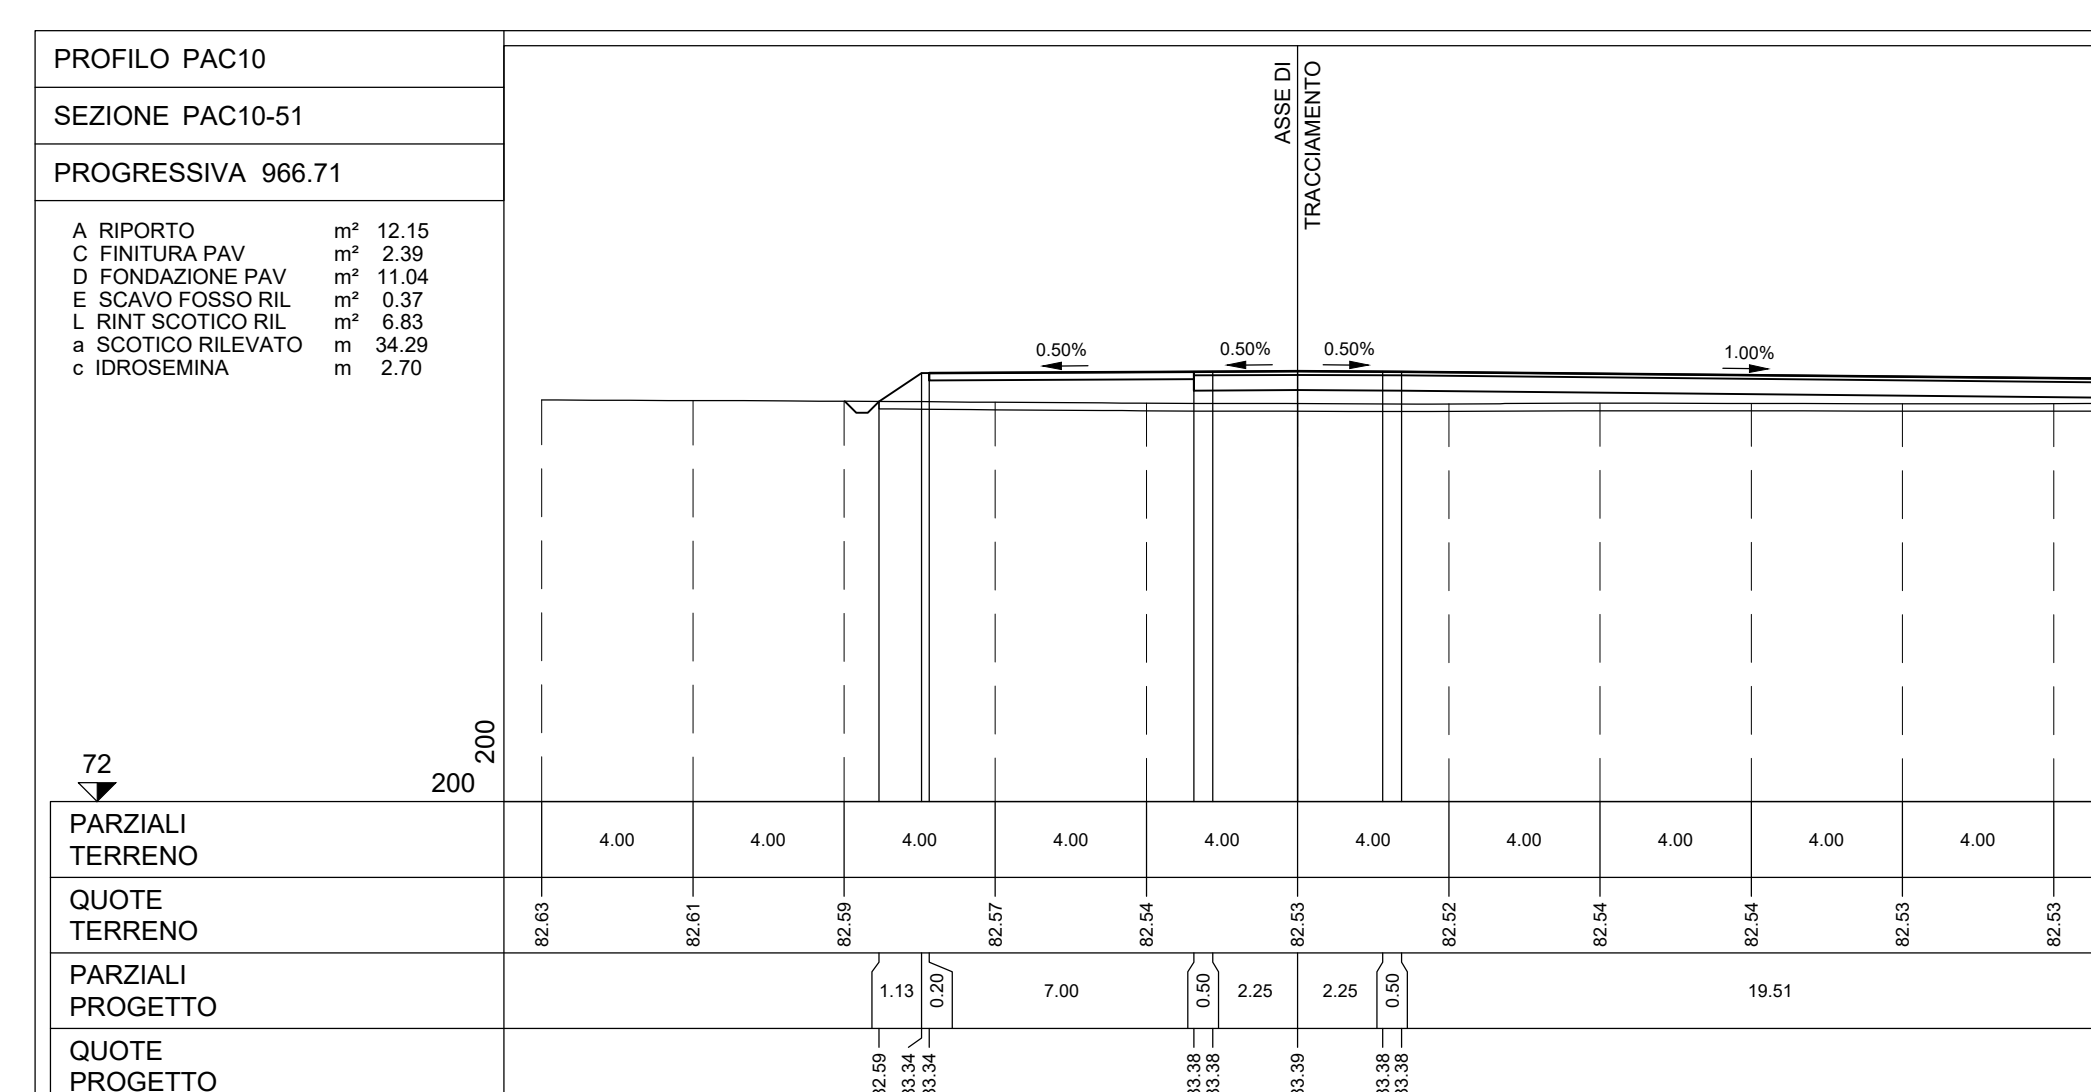 PROFILO PAC10
SEZIONE PAC10-51
PROGRESSIVA 966.71
A RIPORTO m² 12.15
C FINITURA PAV m² 2.39
D FONDAZIONE PAV m² 11.04
E SCAVO FOSSO RIL m² 0.37
L RINT SCOTICO RIL m² 6.83
a SCOTICO RILEVATO m 34.29
c IDROSEMINA m 2.70
ASSE DI
TRACCIAMENTO
0.50% 0.50% 0.50% 1.00%
72
200
200
PARZIALI
TERRENO
4.00 4.00 4.00 4.00 4.00 4.00 4.00 4.00 4.00 4.00
QUOTE
TERRENO
82.63 82.61 82.59 82.57 82.54 82.53 82.52 82.54 82.54 82.53 82.53
PARZIALI
PROGETTO
1.13 0.20 7.00 0.50 2.25 2.25 0.50 19.51
QUOTE
PROGETTO